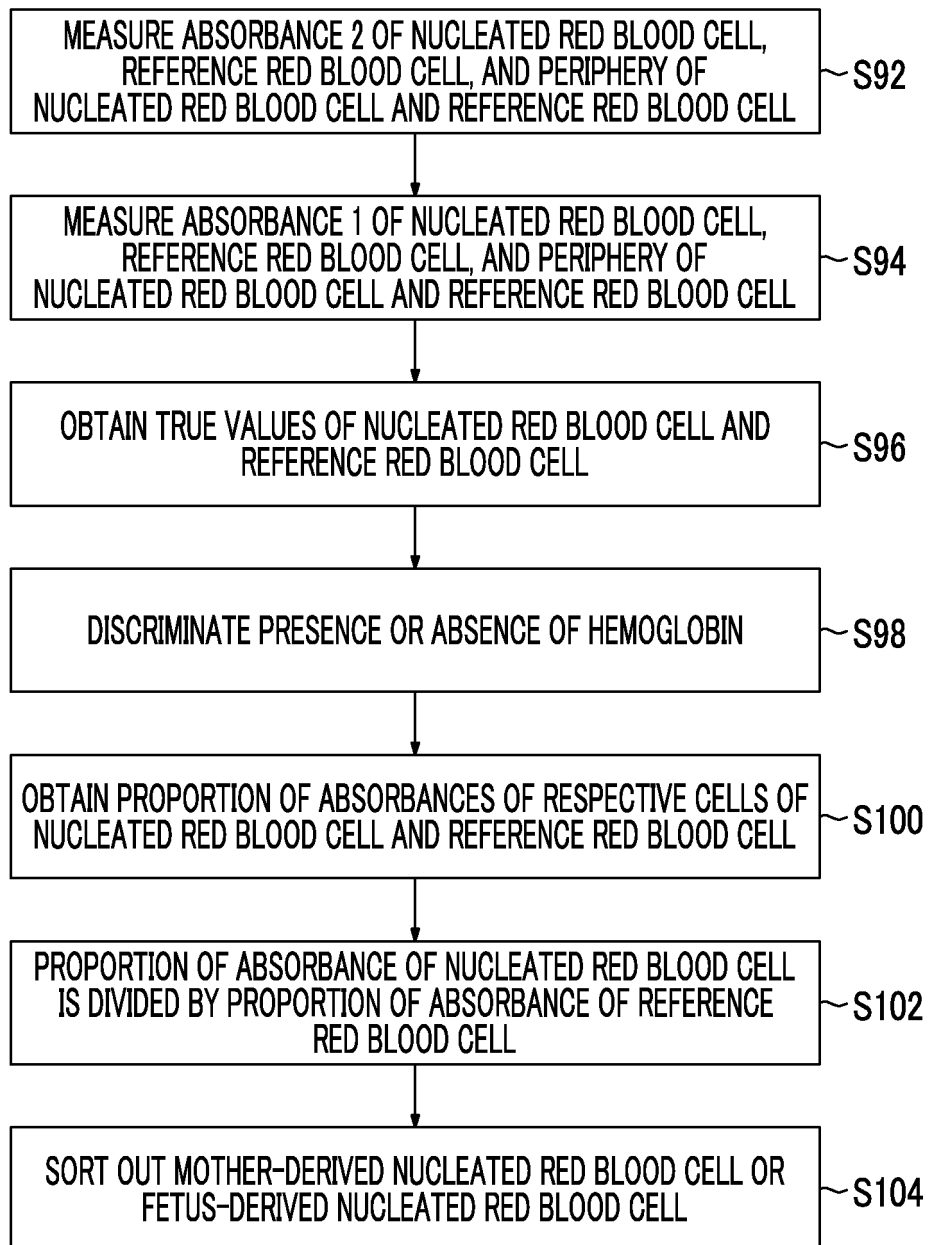 MEASURE ABSORBANCE 2 OF NUCLEATED RED BLOOD CELL,
REFERENCE RED BLOOD CELL, AND PERIPHERY OF
NUCLEATED RED BLOOD CELL AND REFERENCE RED BLOOD CELL
S92
MEASURE ABSORBANCE 1 OF NUCLEATED RED BLOOD CELL,
REFERENCE RED BLOOD CELL, AND PERIPHERY OF
NUCLEATED RED BLOOD CELL AND REFERENCE RED BLOOD CELL
S94
OBTAIN TRUE VALUES OF NUCLEATED RED BLOOD CELL AND
REFERENCE RED BLOOD CELL
S96
DISCRIMINATE PRESENCE OR ABSENCE OF HEMOGLOBIN
S98
OBTAIN PROPORTION OF ABSORBANCES OF RESPECTIVE CELLS OF
NUCLEATED RED BLOOD CELL AND REFERENCE RED BLOOD CELL
S100
PROPORTION OF ABSORBANCE OF NUCLEATED RED BLOOD CELL
IS DIVIDED BY PROPORTION OF ABSORBANCE OF REFERENCE
RED BLOOD CELL
S102
SORT OUT MOTHER-DERIVED NUCLEATED RED BLOOD CELL OR
FETUS-DERIVED NUCLEATED RED BLOOD CELL
S104